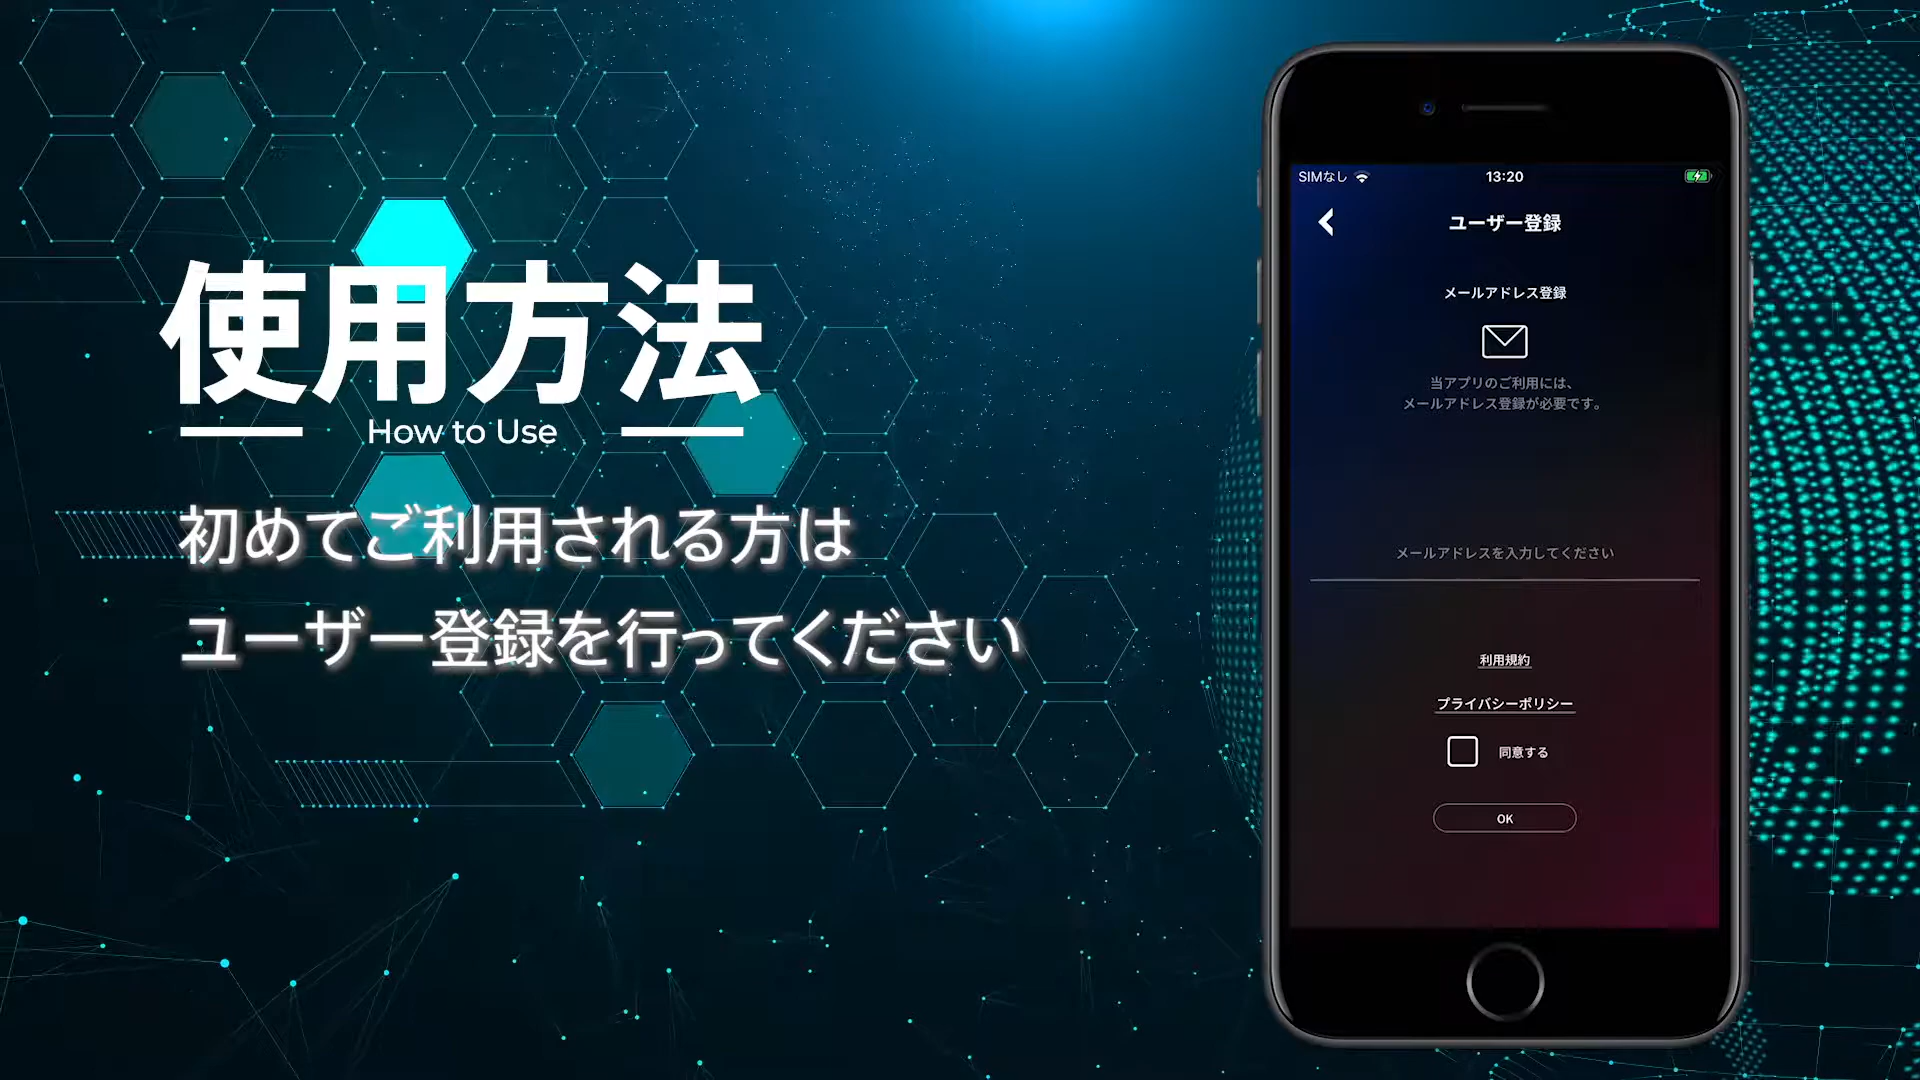 使用方法
How to Use
初めてご利用される方は
ユーザー登録を行ってください
SIMなし
13:20
ユーザー登録
メールアドレス登録
当アプリのご利用には、
メールアドレス登録が必要です。
メールアドレスを入力してください
利用規約
プライバシーポリシー
同意する
OK